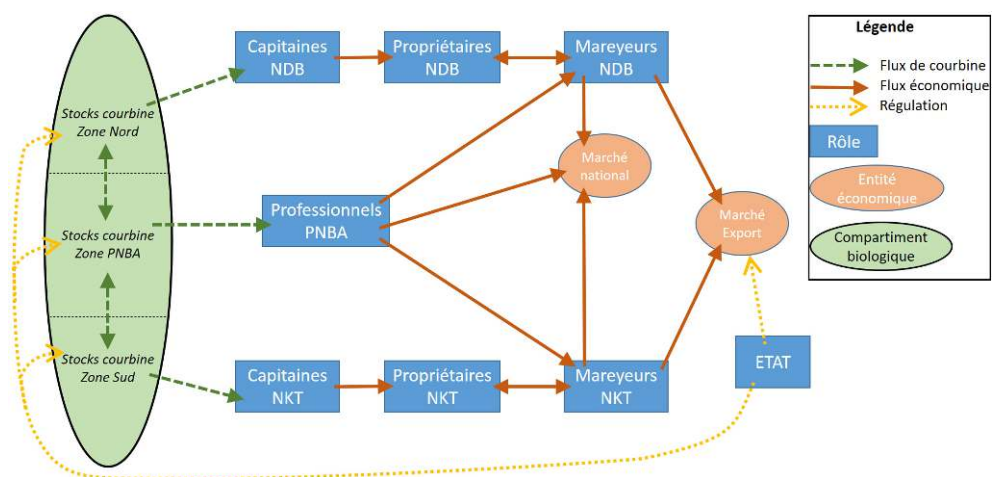 Capitaines
NDB
Propriétaires
NDB
Mareyeurs
NDB
Légende
Flux de courbine
Flux économique
Régulation
Rôle
Entité
économique
Compartiment
biologique
Stocks courbine
Zone Nord
Marché
national
Professionnels
PNBA
Stocks courbine
Zone PNBA
Marché
Export
Stocks courbine
Zone Sud
Capitaines
NKT
Propriétaires
NKT
Mareyeurs
NKT
ETAT